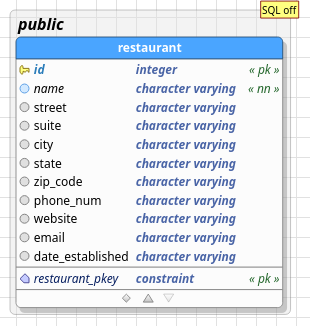 SQL off
public
restaurant
id integer « pk »
name character varying « nn »
street character varying
suite character varying
city character varying
state character varying
zip_code character varying
phone_num character varying
website character varying
email character varying
date_established character varying
restaurant_pkey constraint « pk »